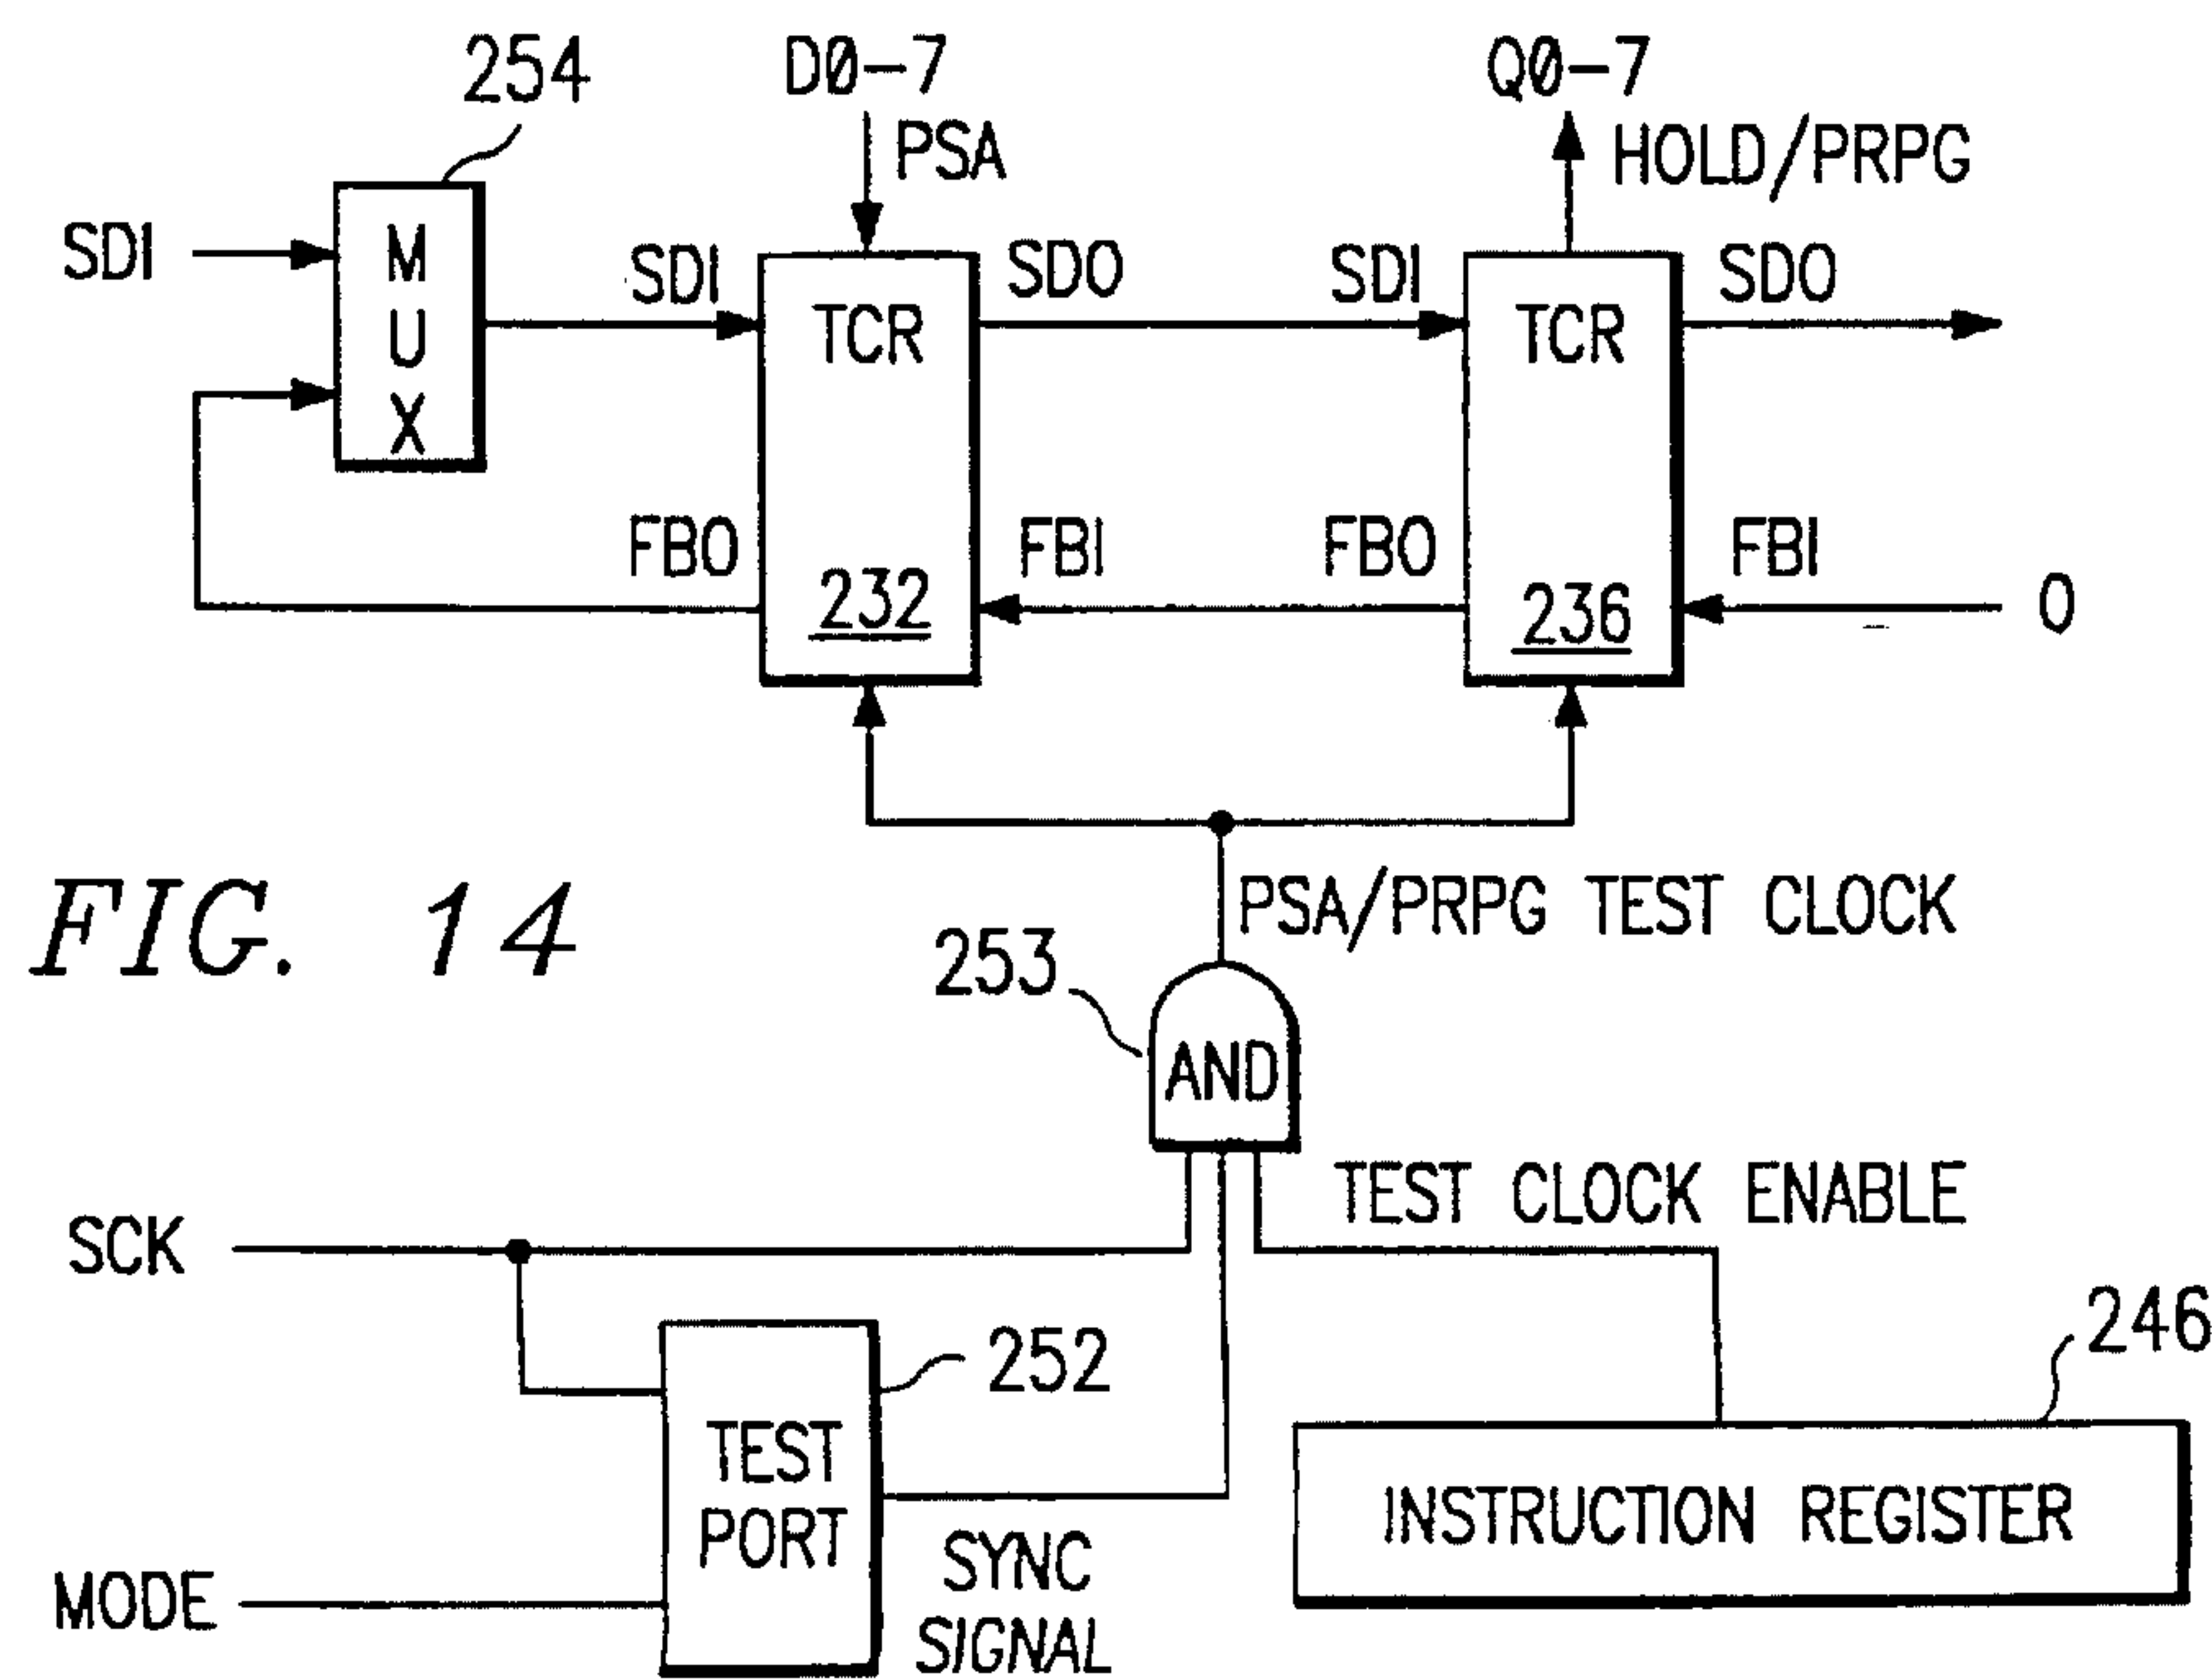 254
D0-7
Q0-7
PSA
HOLD/PRPG
SDI
MUX
SDI
TCR
SDO
SDI
TCR
SDO
FBO
232
FBI
FBO
236
FBI
0
FIG. 14
PSA/PRPG TEST CLOCK
253
AND
TEST CLOCK ENABLE
SCK
246
252
TEST
PORT
INSTRUCTION REGISTER
SYNC
SIGNAL
MODE